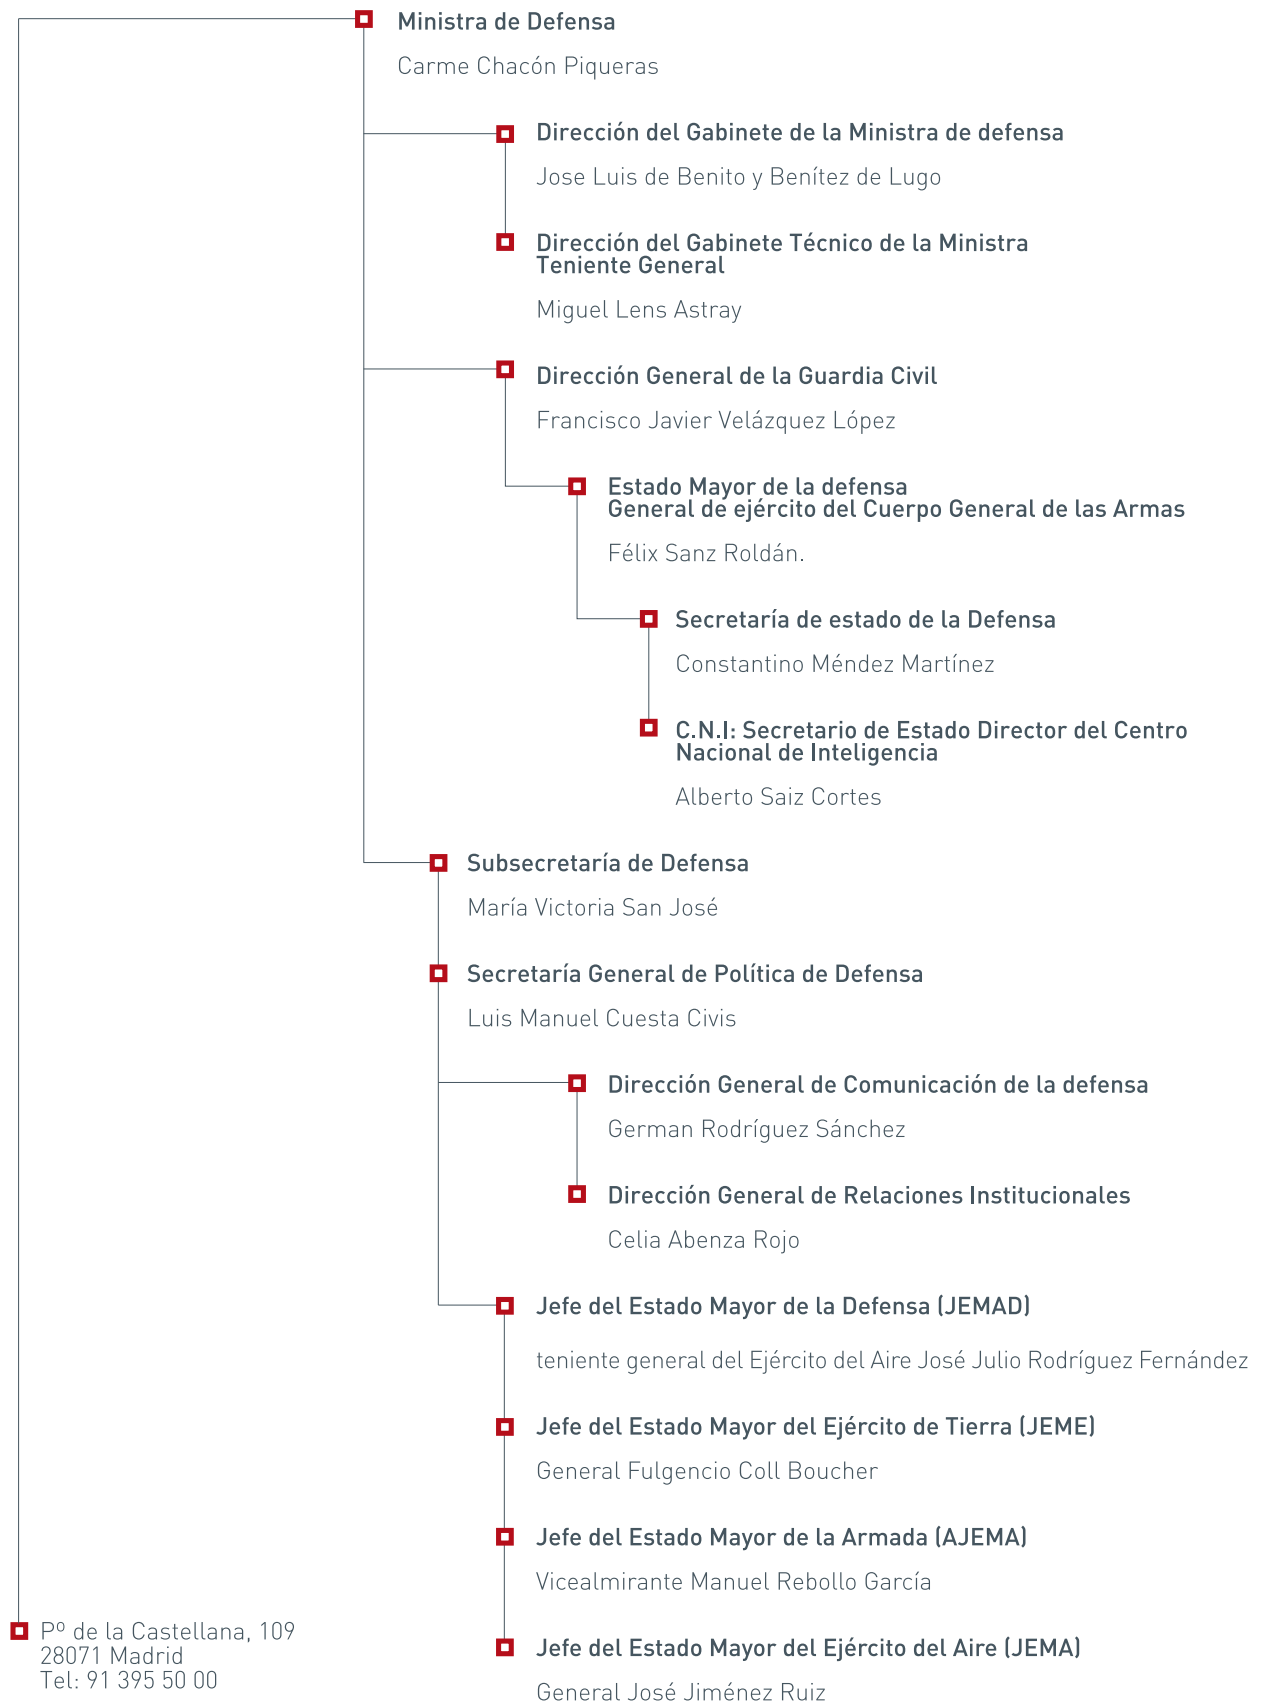 Ministra de Defensa
Carme Chacón Piqueras
Dirección del Gabinete de la Ministra de defensa
Jose Luis de Benito y Benítez de Lugo
Dirección del Gabinete Técnico de la Ministra
Teniente General
Miguel Lens Astray
Dirección General de la Guardia Civil
Francisco Javier Velázquez López
Estado Mayor de la defensa
General de ejército del Cuerpo General de las Armas
Félix Sanz Roldán.
Secretaría de estado de la Defensa
Constantino Méndez Martínez
C.N.I: Secretario de Estado Director del Centro
Nacional de Inteligencia
Alberto Saiz Cortes
Subsecretaría de Defensa
María Victoria San José
Secretaría General de Política de Defensa
Luis Manuel Cuesta Civis
Dirección General de Comunicación de la defensa
German Rodríguez Sánchez
Dirección General de Relaciones Institucionales
Celia Abenza Rojo
Jefe del Estado Mayor de la Defensa (JEMAD)
teniente general del Ejército del Aire José Julio Rodríguez Fernández
Jefe del Estado Mayor del Ejército de Tierra (JEME)
General Fulgencio Coll Boucher
Jefe del Estado Mayor de la Armada (AJEMA)
Vicealmirante Manuel Rebollo García
Jefe del Estado Mayor del Ejército del Aire (JEMA)
General José Jiménez Ruiz
Pº de la Castellana, 109
28071 Madrid
Tel: 91 395 50 00